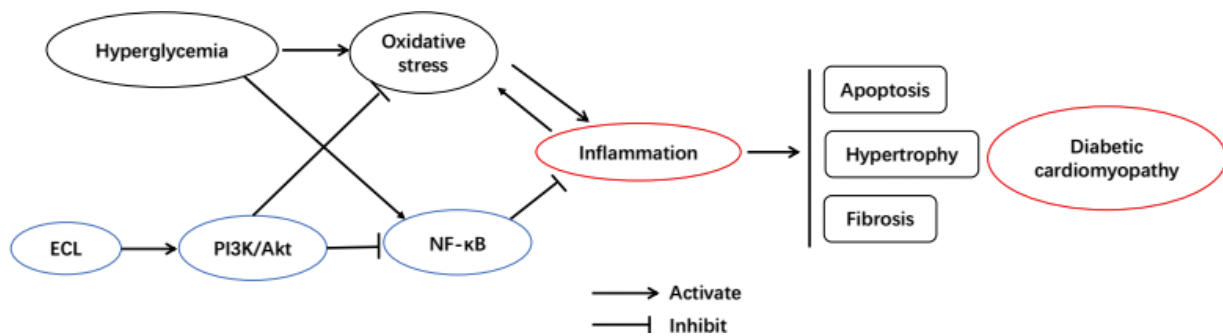 Hyperglycemia
Oxidative
stress
Inflammation
Apoptosis
Hypertrophy
Fibrosis
Diabetic
cardiomyopathy
ECL
PI3K/Akt
NF-κB
Activate
Inhibit